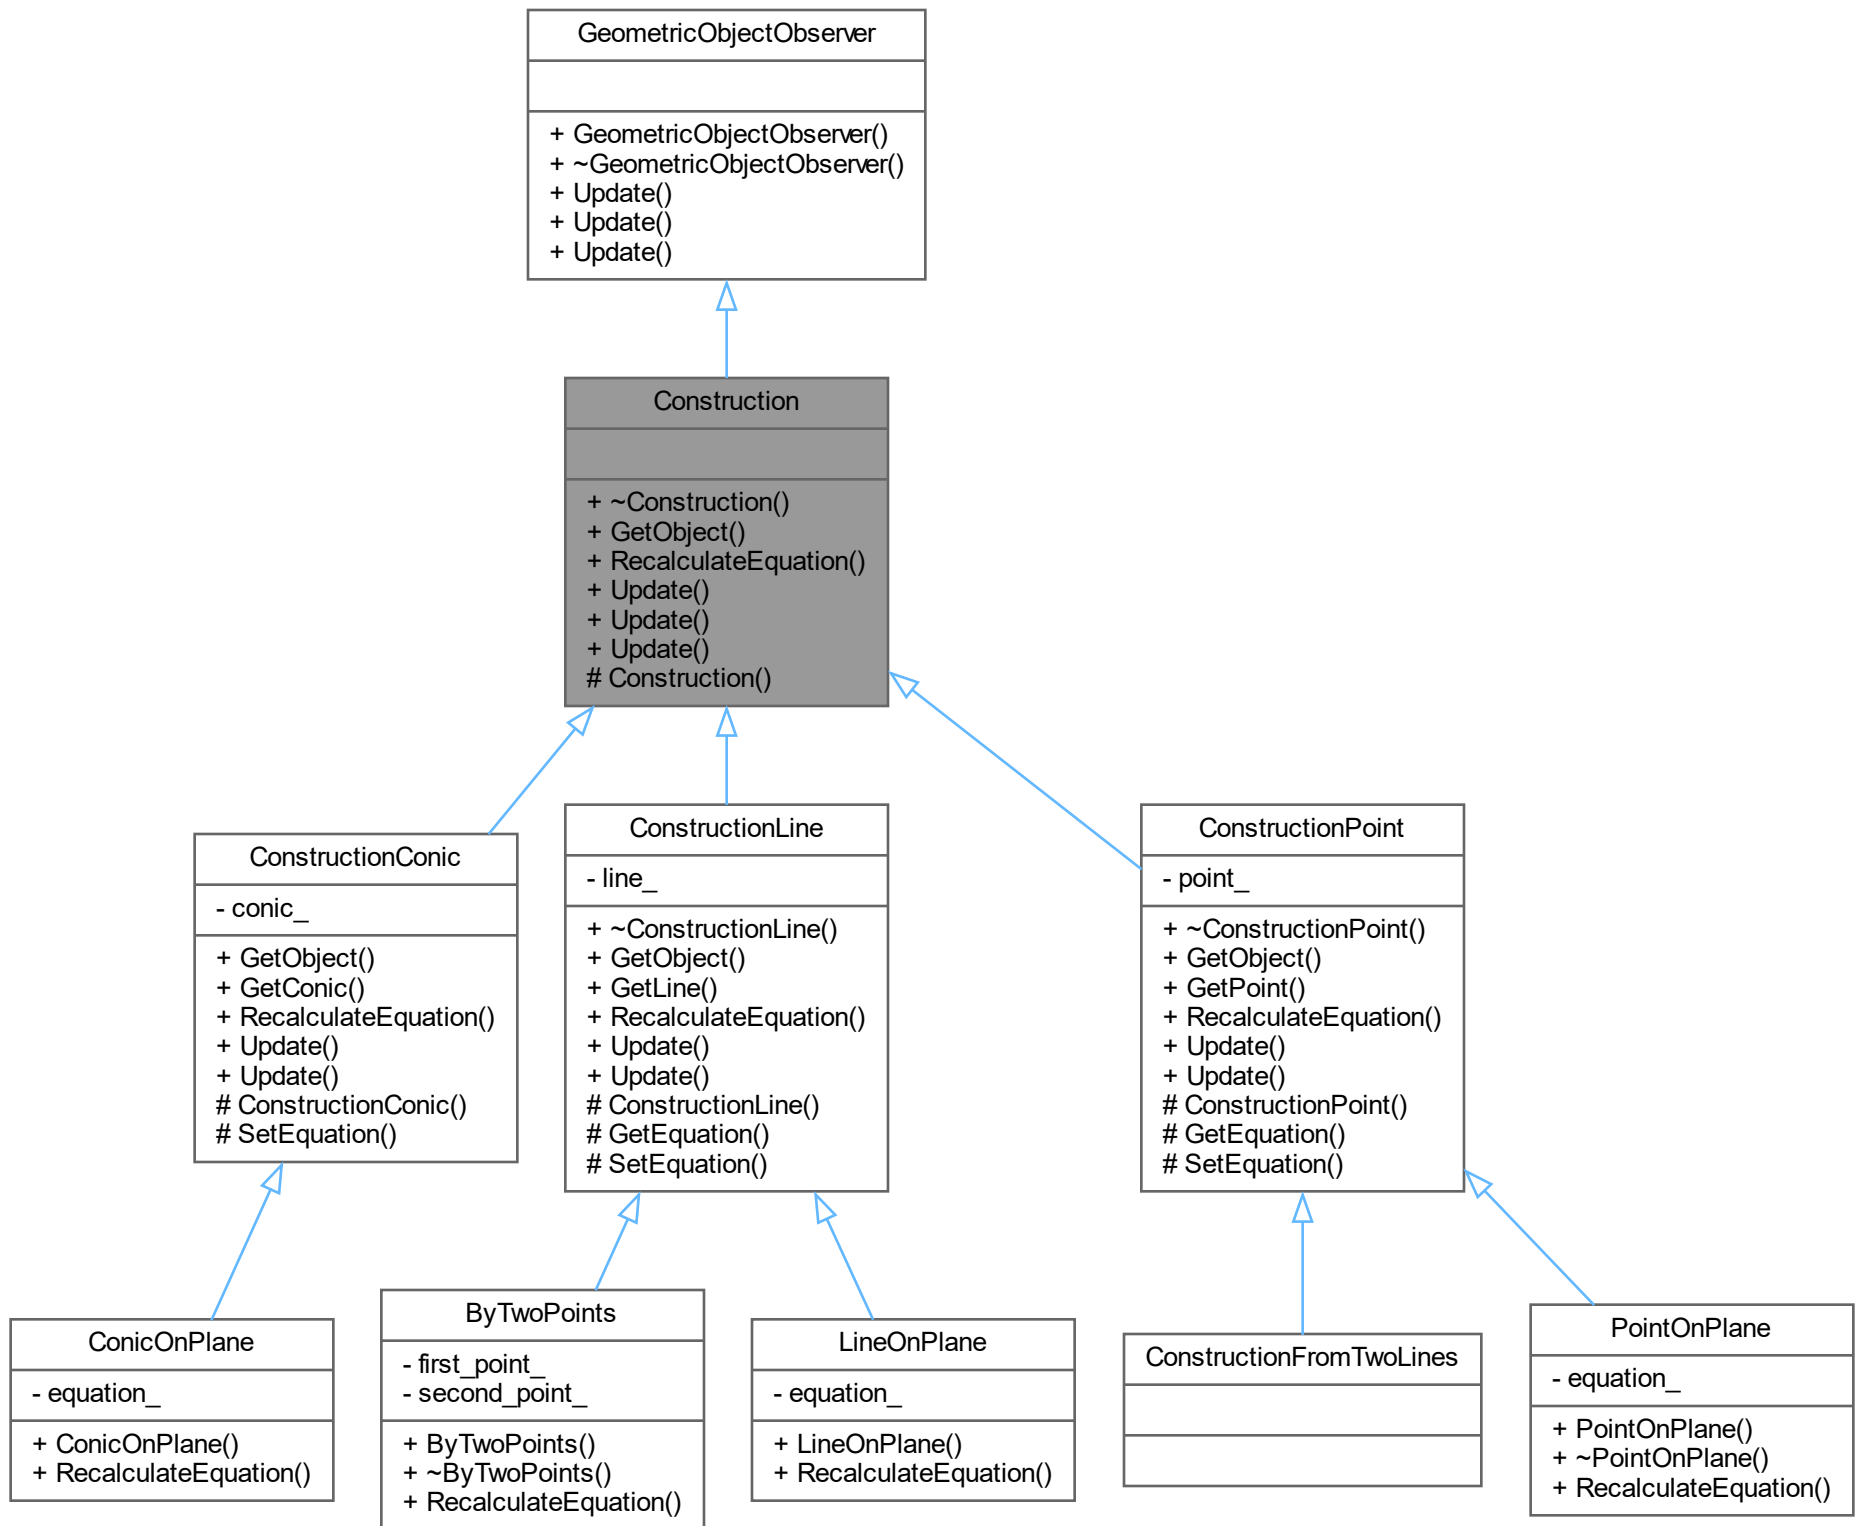 GeometricObjectObserver
+ GeometricObjectObserver()
+ ~GeometricObjectObserver()
+ Update()
+ Update()
+ Update()
Construction
+ ~Construction()
+ GetObject()
+ RecalculateEquation()
+ Update()
+ Update()
+ Update()
# Construction()
ConstructionConic
- conic_
+ GetObject()
+ GetConic()
+ RecalculateEquation()
+ Update()
+ Update()
# ConstructionConic()
# SetEquation()
ConstructionLine
- line_
+ ~ConstructionLine()
+ GetObject()
+ GetLine()
+ RecalculateEquation()
+ Update()
+ Update()
# ConstructionLine()
# GetEquation()
# SetEquation()
ConstructionPoint
- point_
+ ~ConstructionPoint()
+ GetObject()
+ GetPoint()
+ RecalculateEquation()
+ Update()
+ Update()
# ConstructionPoint()
# GetEquation()
# SetEquation()
ConicOnPlane
- equation_
+ ConicOnPlane()
+ RecalculateEquation()
ByTwoPoints
- first_point_
- second_point_
+ ByTwoPoints()
+ ~ByTwoPoints()
+ RecalculateEquation()
LineOnPlane
- equation_
+ LineOnPlane()
+ RecalculateEquation()
ConstructionFromTwoLines
PointOnPlane
- equation_
+ PointOnPlane()
+ ~PointOnPlane()
+ RecalculateEquation()